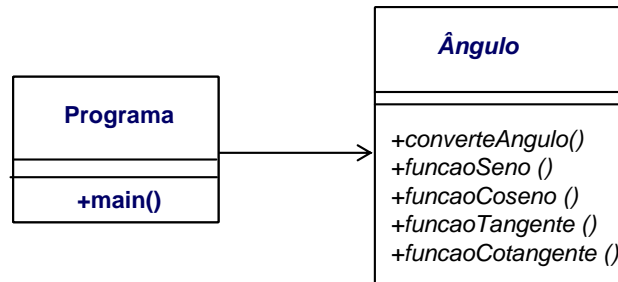 Programa
+main()
Ângulo
+converteAngulo()
+funcaoSeno ()
+funcaoCoseno ()
+funcaoTangente ()
+funcaoCotangente ()